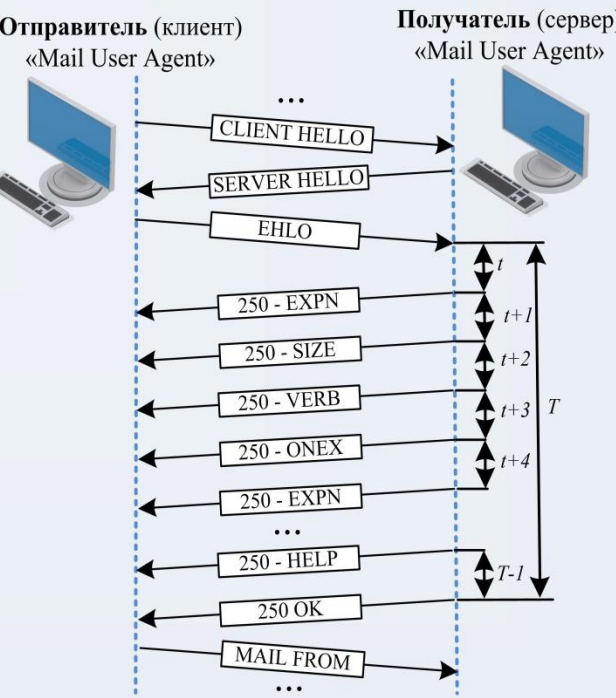 Отправитель (клиент)
«Mail User Agent»
Получатель (сервер)
«Mail User Agent»
...
CLIENT HELLO
SERVER HELLO
EHLO
t
250 - EXPN
t+1
250 - SIZE
t+2
250 - VERB
t+3
T
250 - ONEX
t+4
250 - EXPN
...
250 - HELP
T-1
250 OK
MAIL FROM
...